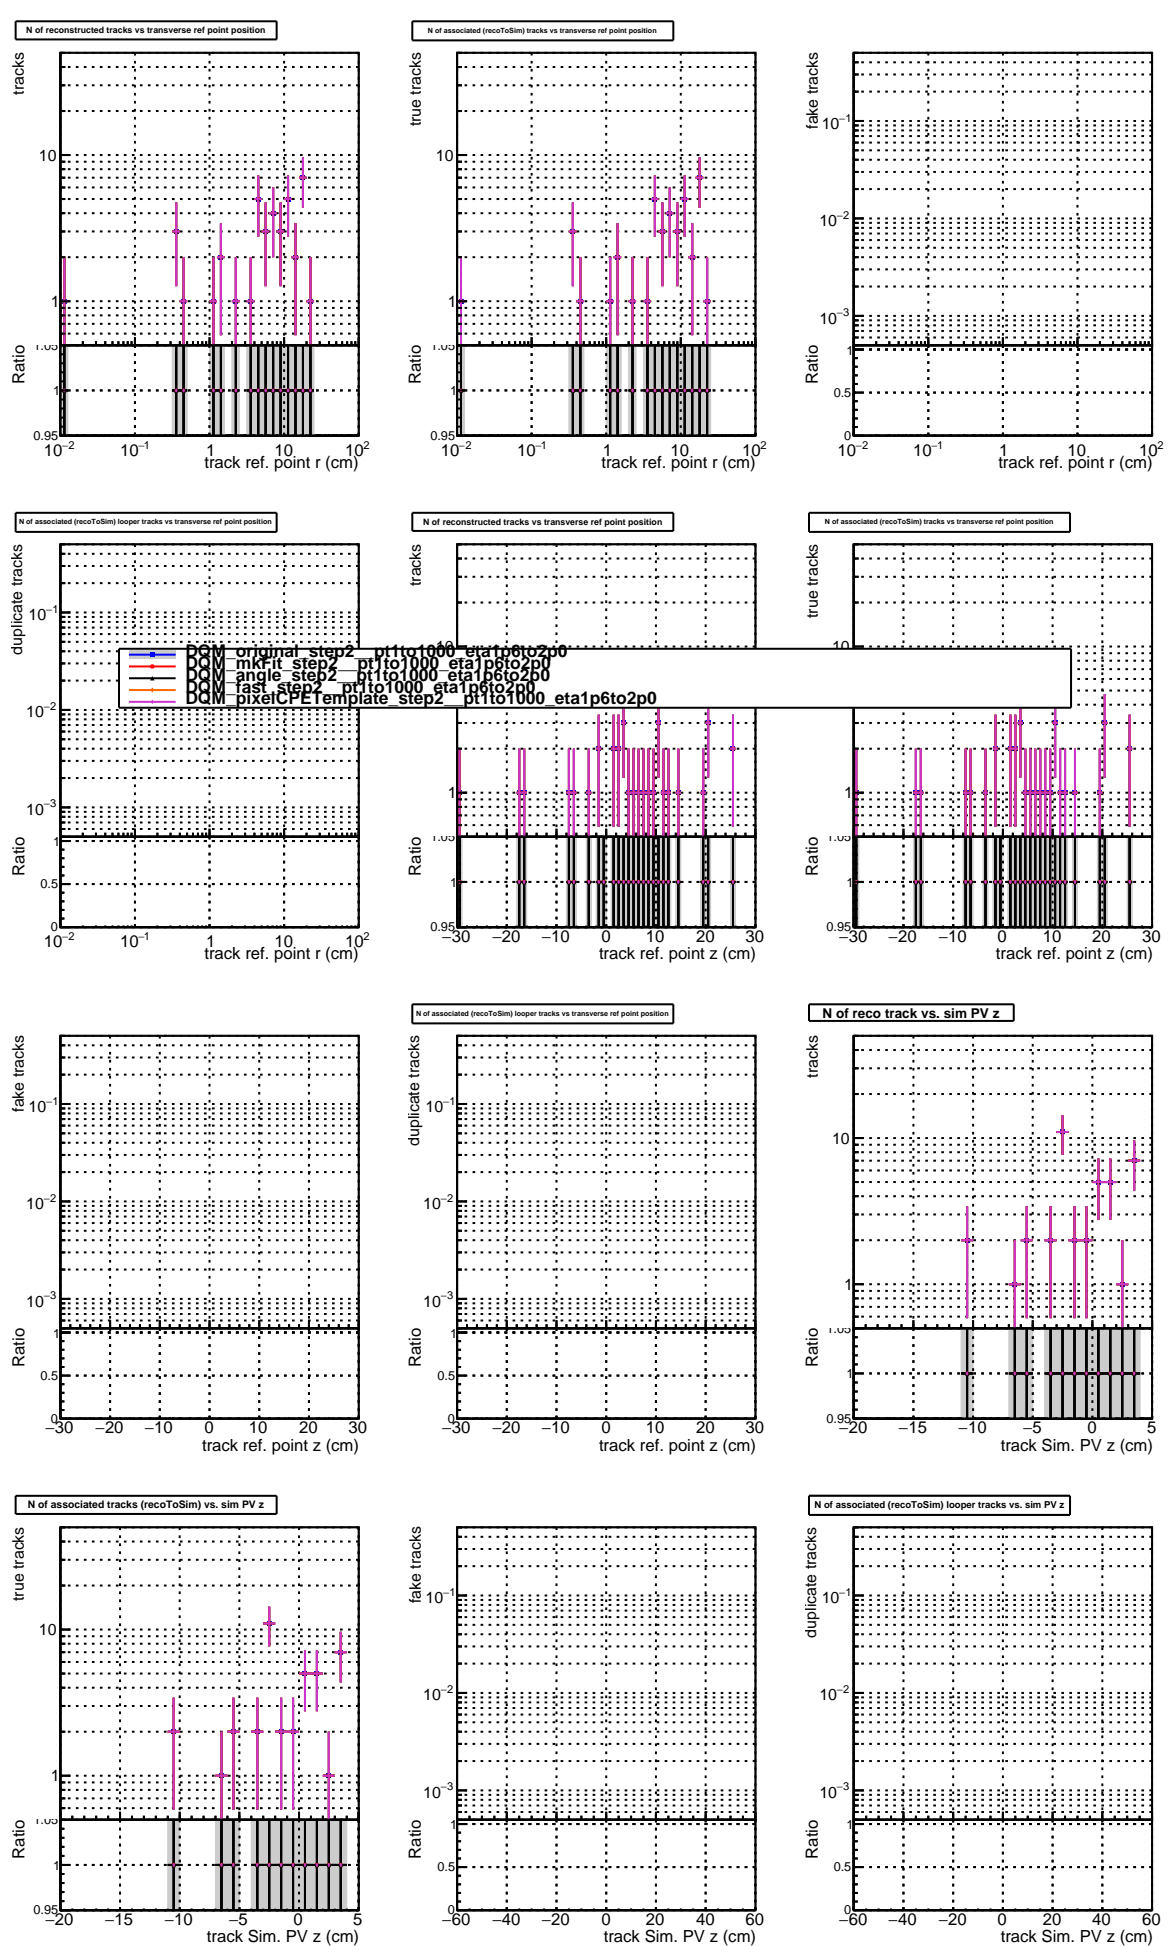 N of reconstructed tracks vs transverse ref point position
tracks
10
1
1.05
Ratio
1
0.95
10−2 10−1 1 10 102
track ref. point r (cm)
N of associated (recoToSim) tracks vs transverse ref point position
true tracks
10
1
1.05
Ratio
1
0.95
10−2 10−1 1 10 102
track ref. point r (cm)
fake tracks
10−1
10−2
10−3
Ratio
1
0.5
0
10−2 10−1 1 10 102
track ref. point r (cm)
N of associated (recoToSim) looper tracks vs transverse ref point position
duplicate tracks
10−1
10−2
10−3
Ratio
1
0.5
0
10−2 10−1 1 10 102
track ref. point r (cm)
N of reconstructed tracks vs transverse ref point position
tracks
10
1
1.05
Ratio
1
0.95
−30 −20 −10 0 10 20 30
track ref. point z (cm)
N of associated (recoToSim) tracks vs transverse ref point position
true tracks
10
1
1.05
Ratio
1
0.95
−30 −20 −10 0 10 20 30
track ref. point z (cm)
DQM_original_step2__pt1to1000_eta1p6to2p0
DQM_mkFit_step2__pt1to1000_eta1p6to2p0
DQM_angle_step2__pt1to1000_eta1p6to2p0
DQM_fast_step2__pt1to1000_eta1p6to2p0
DQM_pixelCPETemplate_step2__pt1to1000_eta1p6to2p0
fake tracks
10−1
10−2
10−3
Ratio
1
0.5
0
−30 −20 −10 0 10 20 30
track ref. point z (cm)
N of associated (recoToSim) looper tracks vs transverse ref point position
duplicate tracks
10−1
10−2
10−3
Ratio
1
0.5
0
−30 −20 −10 0 10 20 30
track ref. point z (cm)
N of reco track vs. sim PV z
tracks
10
1
1.05
Ratio
1
0.95
−20 −15 −10 −5 0 5
track Sim. PV z (cm)
N of associated tracks (recoToSim) vs. sim PV z
true tracks
10
1
1.05
Ratio
1
0.95
−20 −15 −10 −5 0 5
track Sim. PV z (cm)
fake tracks
10−1
10−2
10−3
Ratio
1
0.5
0
−60 −40 −20 0 20 40 60
track Sim. PV z (cm)
N of associated (recoToSim) looper tracks vs. sim PV z
duplicate tracks
10−1
10−2
10−3
Ratio
1
0.5
0
−60 −40 −20 0 20 40 60
track Sim. PV z (cm)